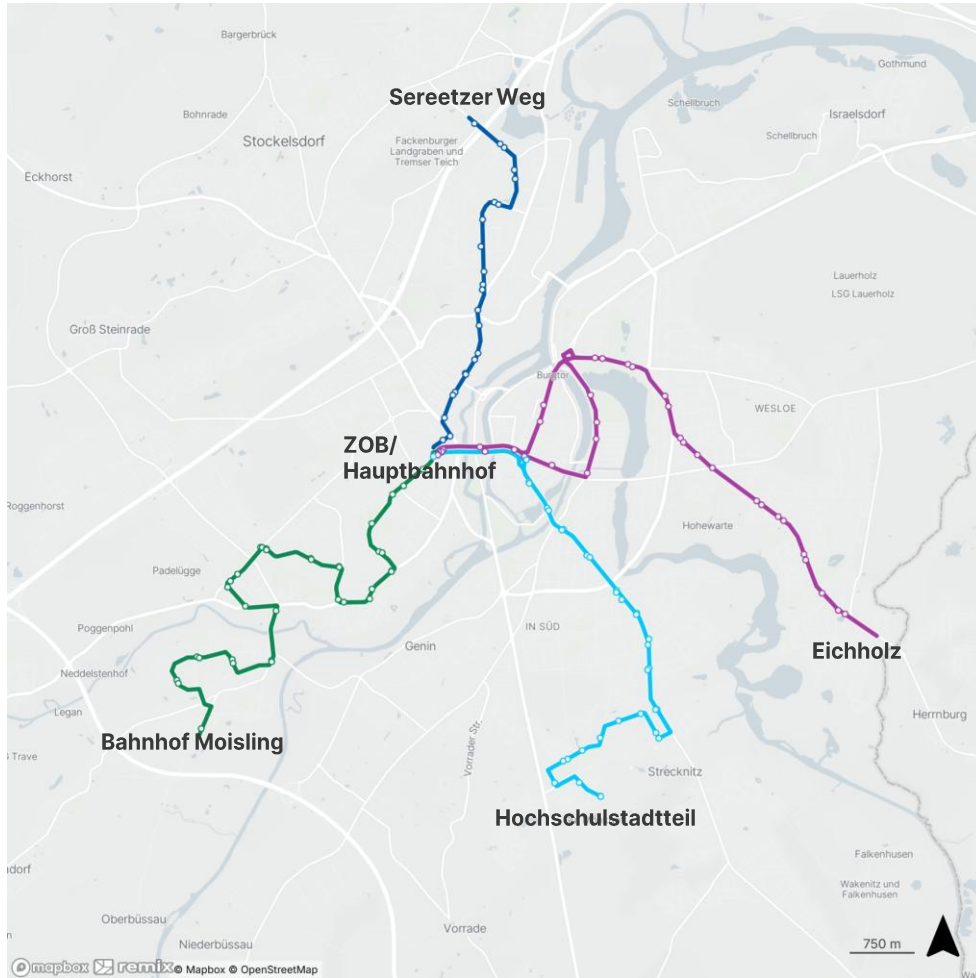 Bargerbrück
Gothmund
Sereetzer Weg
Schellbruch
Bohnrade
Israelsdorf
Stockelsdorf
Fackenburger
Landgraben und
Tremser Teich
Schellbruch
Eckhorst
Lauerholz
LSG Lauerholz
Groß Steinrade
Burgtor
WESLOE
ZOB/
Hauptbahnhof
Roggenhorst
Hohewarte
Padelügge
Poggenpohl
IN SÜD
Genin
Eichholz
Neddelstenhof
Legan
Herrnburg
Bahnhof Moisling
Trave
Vorrader Str.
Strecknitz
Hochschulstadtteil
Falkenhusen
dorf
Wakenitz und
Falkenhusen
Oberbüssau
Vorrade
Niederbüssau
750 m
mapbox remix © Mapbox © OpenStreetMap